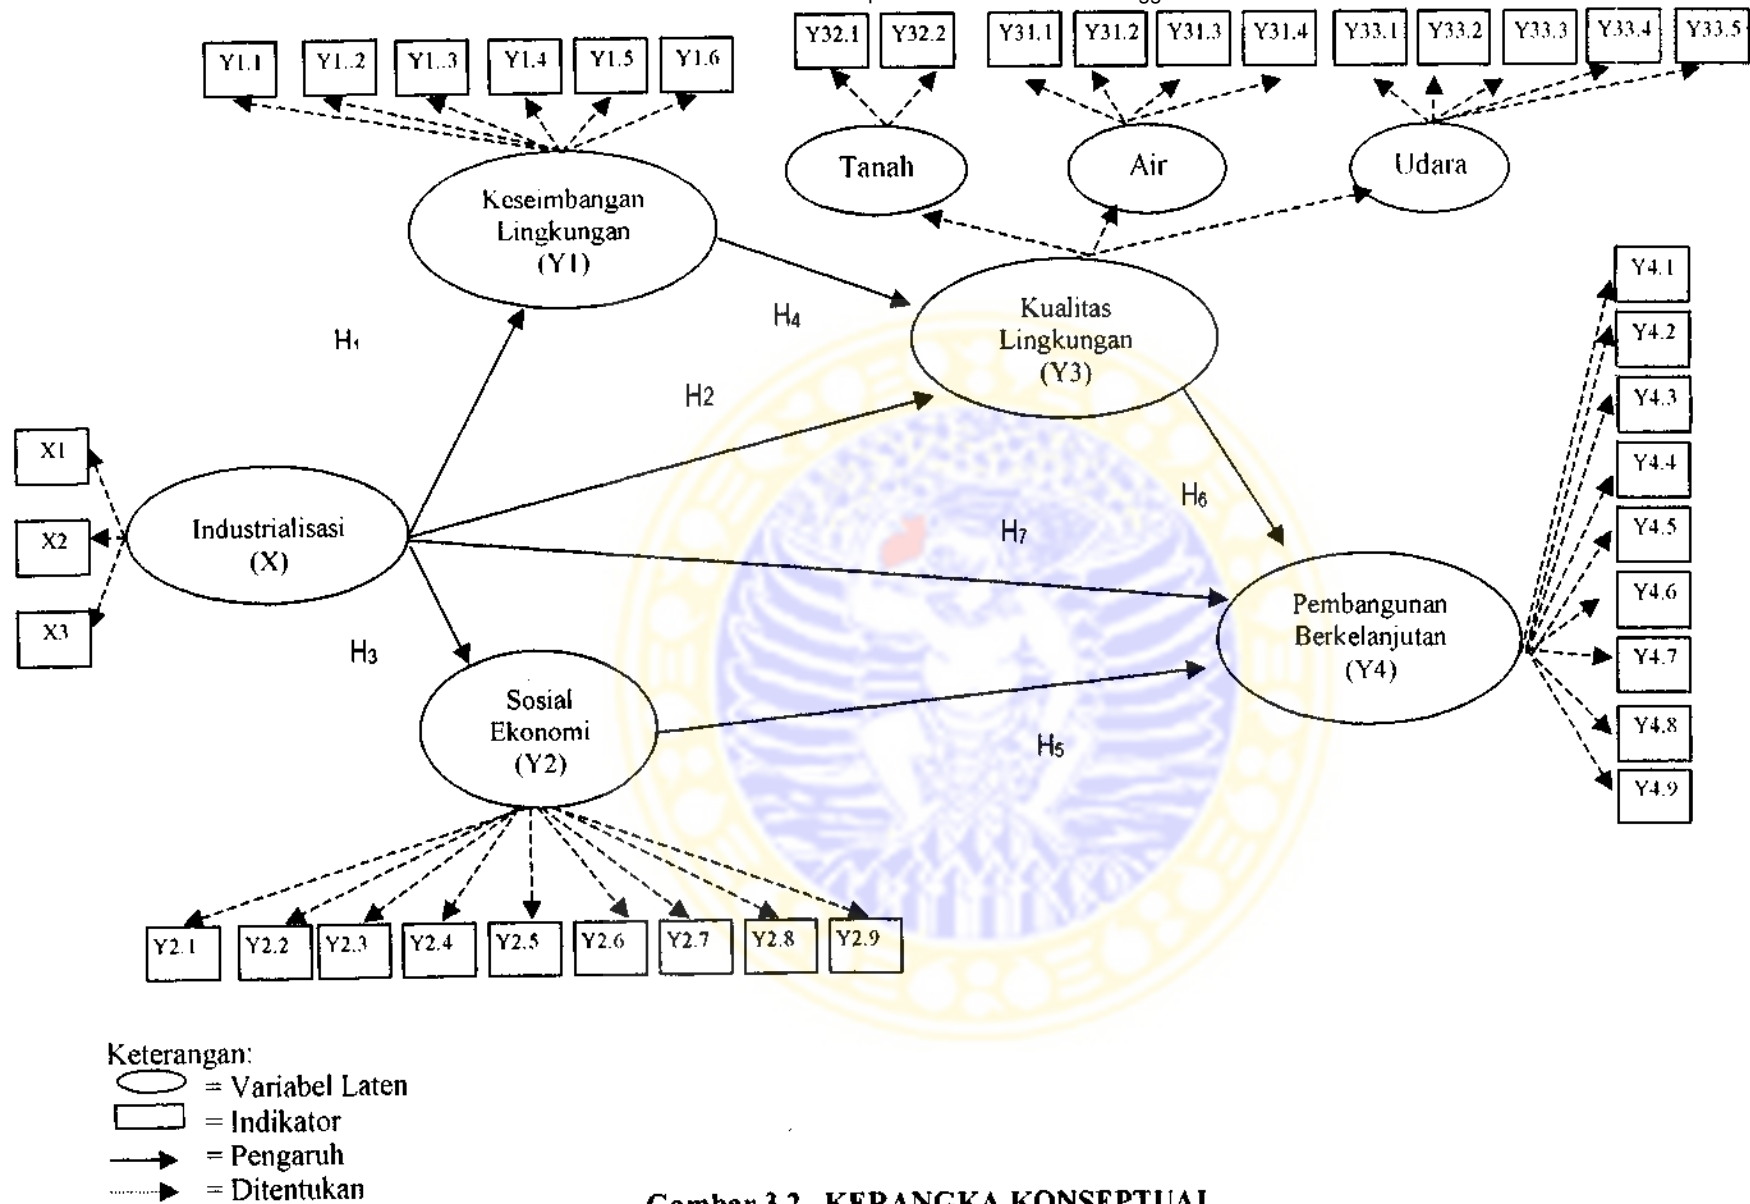 Y1.1
Y1..2
Y1..3
Y1.4
Y1.5
Y1.6
Y32.1
Y32.2
Y31.1
Y31.2
Y31.3
Y31.4
Y33.1
Y33.2
Y33.3
Y33.4
Y33.5
Tanah
Air
Udara
Keseimbangan
Lingkungan
(Y1)
Kualitas
Lingkungan
(Y3)
H1
H4
H2
H6
H7
H3
H5
X1
X2
X3
Industrialisasi
(X)
Sosial
Ekonomi
(Y2)
Pembangunan
Berkelanjutan
(Y4)
Y4.1
Y4.2
Y4.3
Y4.4
Y4.5
Y4.6
Y4.7
Y4.8
Y4.9
Y2.1
Y2.2
Y2.3
Y2.4
Y2.5
Y2.6
Y2.7
Y2.8
Y2.9
Keterangan:
= Variabel Laten
= Indikator
= Pengaruh
= Ditentukan
Gambar 3.2 KERANGKA KONSEPTUAL